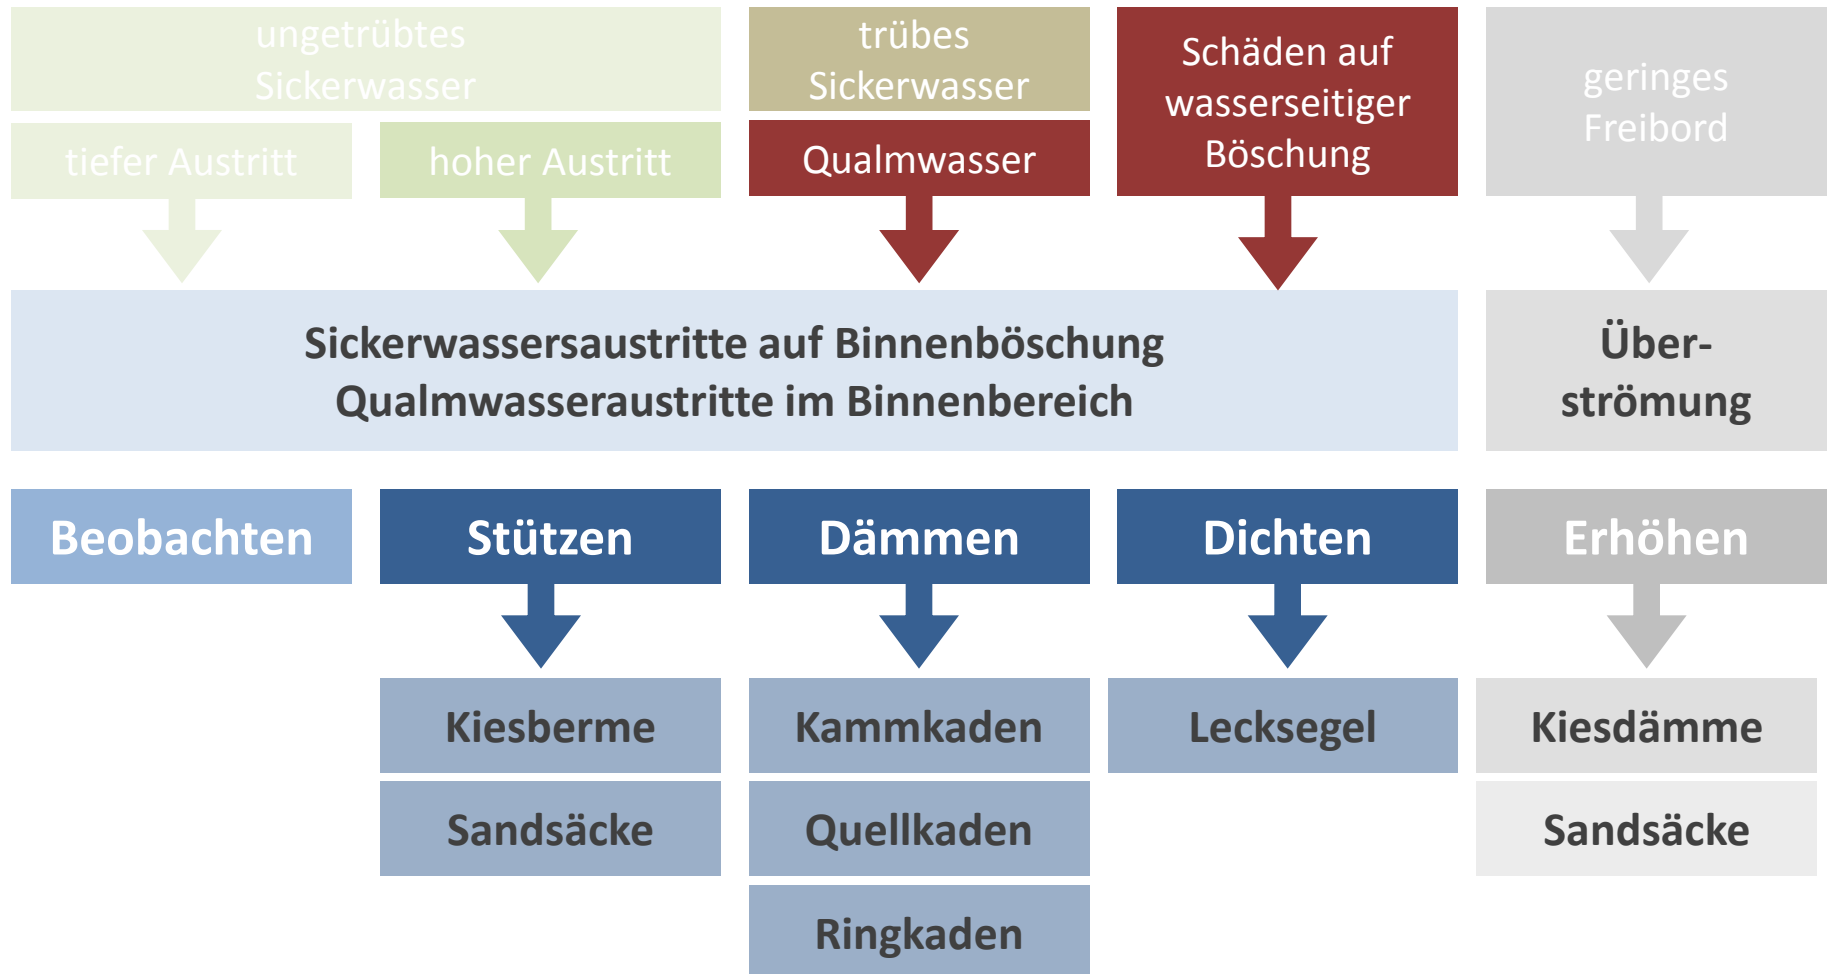 ungetrübtes
Sickerwasser
trübes
Sickerwasser
Schäden auf
wasserseitiger
Böschung
geringes
Freibord
tiefer Austritt
hoher Austritt
Qualmwasser
Sickerwassersaustritte auf Binnenböschung
Qualmwasseraustritte im Binnenbereich
Über-
strömung
Beobachten
Stützen
Dämmen
Dichten
Erhöhen
Kiesberme
Kammkaden
Lecksegel
Kiesdämme
Sandsäcke
Quellkaden
Sandsäcke
Ringkaden